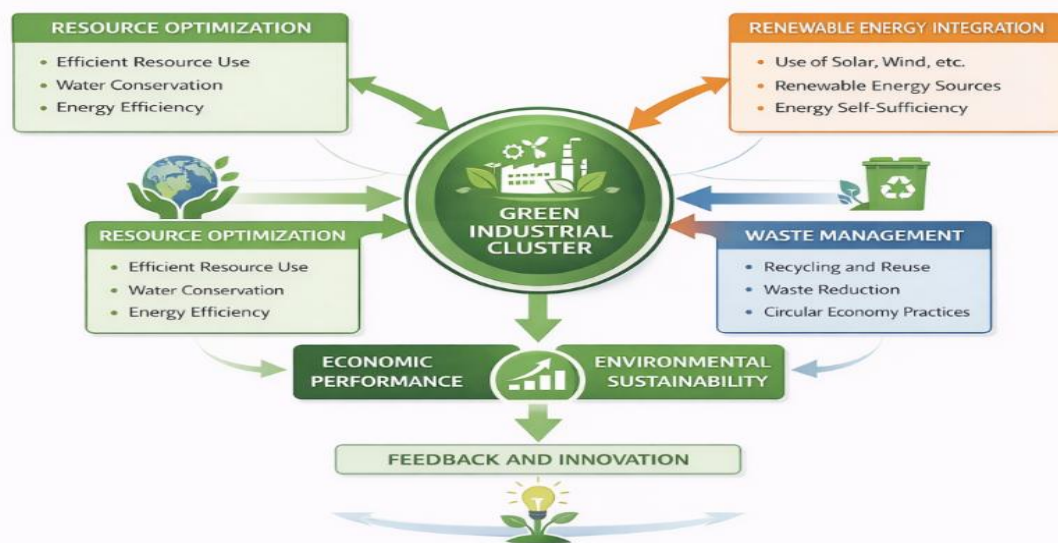 RESOURCE OPTIMIZATION
• Efficient Resource Use
• Water Conservation
• Energy Efficiency
RENEWABLE ENERGY INTEGRATION
• Use of Solar, Wind, etc.
• Renewable Energy Sources
• Energy Self-Sufficiency
GREEN
INDUSTRIAL
CLUSTER
RESOURCE OPTIMIZATION
• Efficient Resource Use
• Water Conservation
• Energy Efficiency
WASTE MANAGEMENT
• Recycling and Reuse
• Waste Reduction
• Circular Economy Practices
ECONOMIC
PERFORMANCE
ENVIRONMENTAL
SUSTAINABILITY
FEEDBACK AND INNOVATION